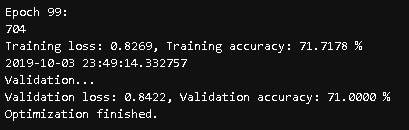 Epoch 99:
704
Training loss: 0.8269, Training accuracy: 71.7178 %
2019-10-03 23:49:14.332757
Validation...
Validation loss: 0.8422, Validation accuracy: 71.0000 %
Optimization finished.